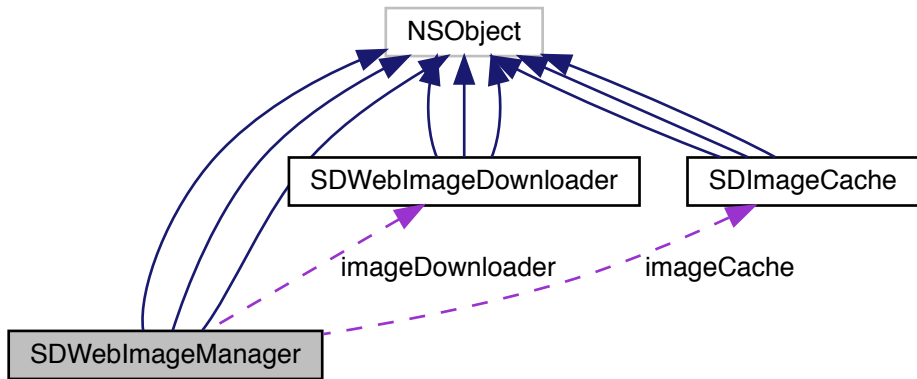 NSObject
SDWebImageDownloader
SDImageCache
imageDownloader
imageCache
SDWebImageManager